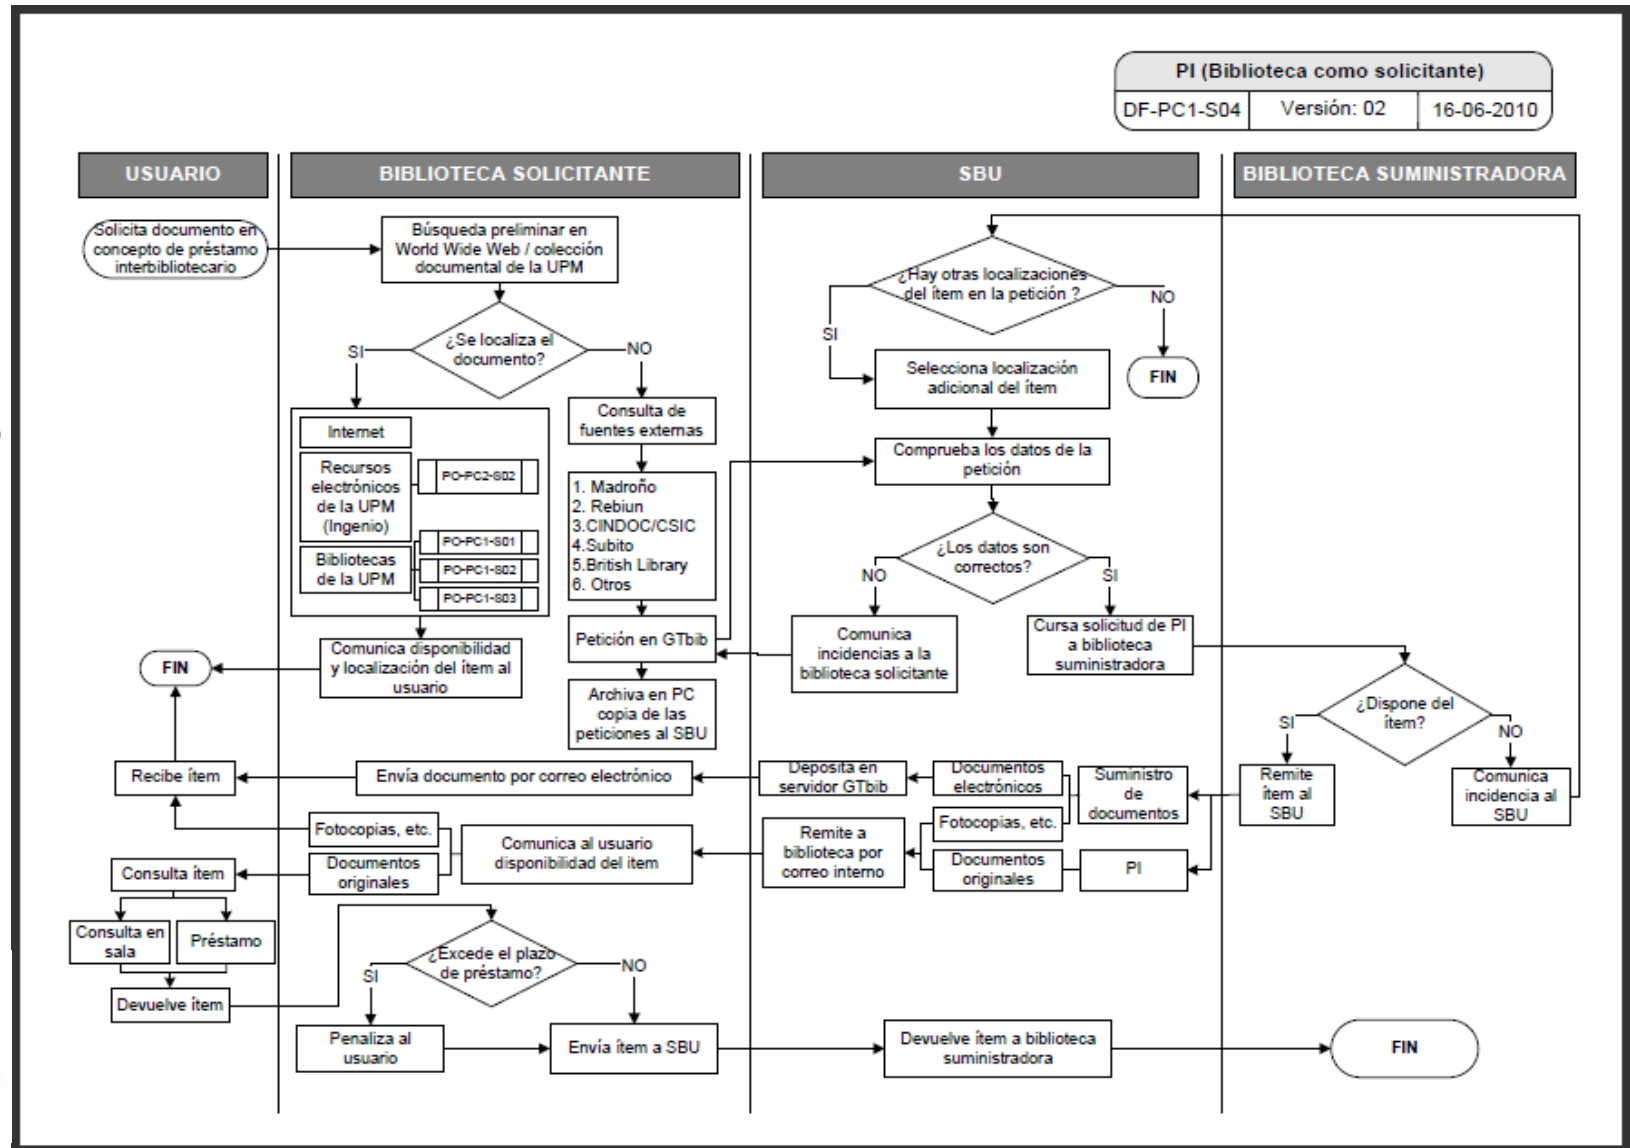 PI (Biblioteca como solicitante)
DF-PC1-S04
Versión: 02
16-06-2010
USUARIO
BIBLIOTECA SOLICITANTE
SBU
BIBLIOTECA SUMINISTRADORA
Solicita documento en
concepto de préstamo
interbibliotecario
Búsqueda preliminar en
World Wide Web / colección
documental de la UPM
¿Se localiza el
documento?
SI
NO
Internet
Recursos
electrónicos
de la UPM
(Ingenio)
PO-PC2-S02
Bibliotecas
de la UPM
PO-PC1-S01
PO-PC1-S02
PO-PC1-S03
Consulta de
fuentes externas
1. Madroño
2. Rebiun
3.CINDOC/CSIC
4.Subito
5.British Library
6. Otros
Petición en GTbib
Archiva en PC
copia de las
peticiones al SBU
Comunica disponibilidad
y localización del ítem al
usuario
FIN
¿Hay otras localizaciones
del ítem en la petición ?
SI
NO
FIN
Selecciona localización
adicional del ítem
Comprueba los datos de la
petición
¿Los datos son
correctos?
NO
SI
Comunica
incidencias a la
biblioteca solicitante
Cursa solicitud de PI
a biblioteca
suministradora
¿Dispone del
ítem?
SI
NO
Remite
ítem al
SBU
Comunica
incidencia al
SBU
Suministro
de
documentos
PI
Documentos
electrónicos
Fotocopias, etc.
Documentos
originales
Deposita en
servidor GTbib
Remite a
biblioteca por
correo interno
Envía documento por correo electrónico
Comunica al usuario
disponibilidad del item
Fotocopias, etc.
Documentos
originales
Recibe ítem
Consulta ítem
Consulta en
sala
Préstamo
Devuelve ítem
¿Excede el plazo
de préstamo?
SI
NO
Penaliza al
usuario
Envía ítem a SBU
Devuelve ítem a biblioteca
suministradora
FIN